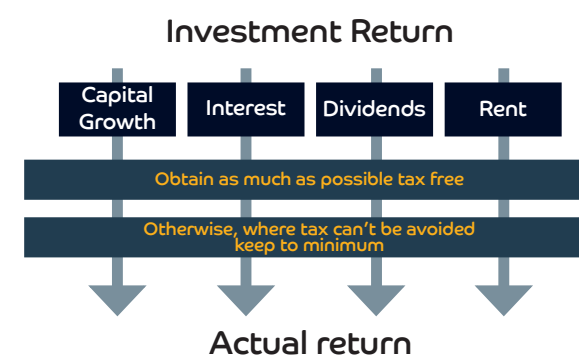 Investment Return
Capital
Growth
Interest
Dividends
Rent
Obtain as much as possible tax free
Otherwise, where tax can't be avoided
keep to minimum
Actual return